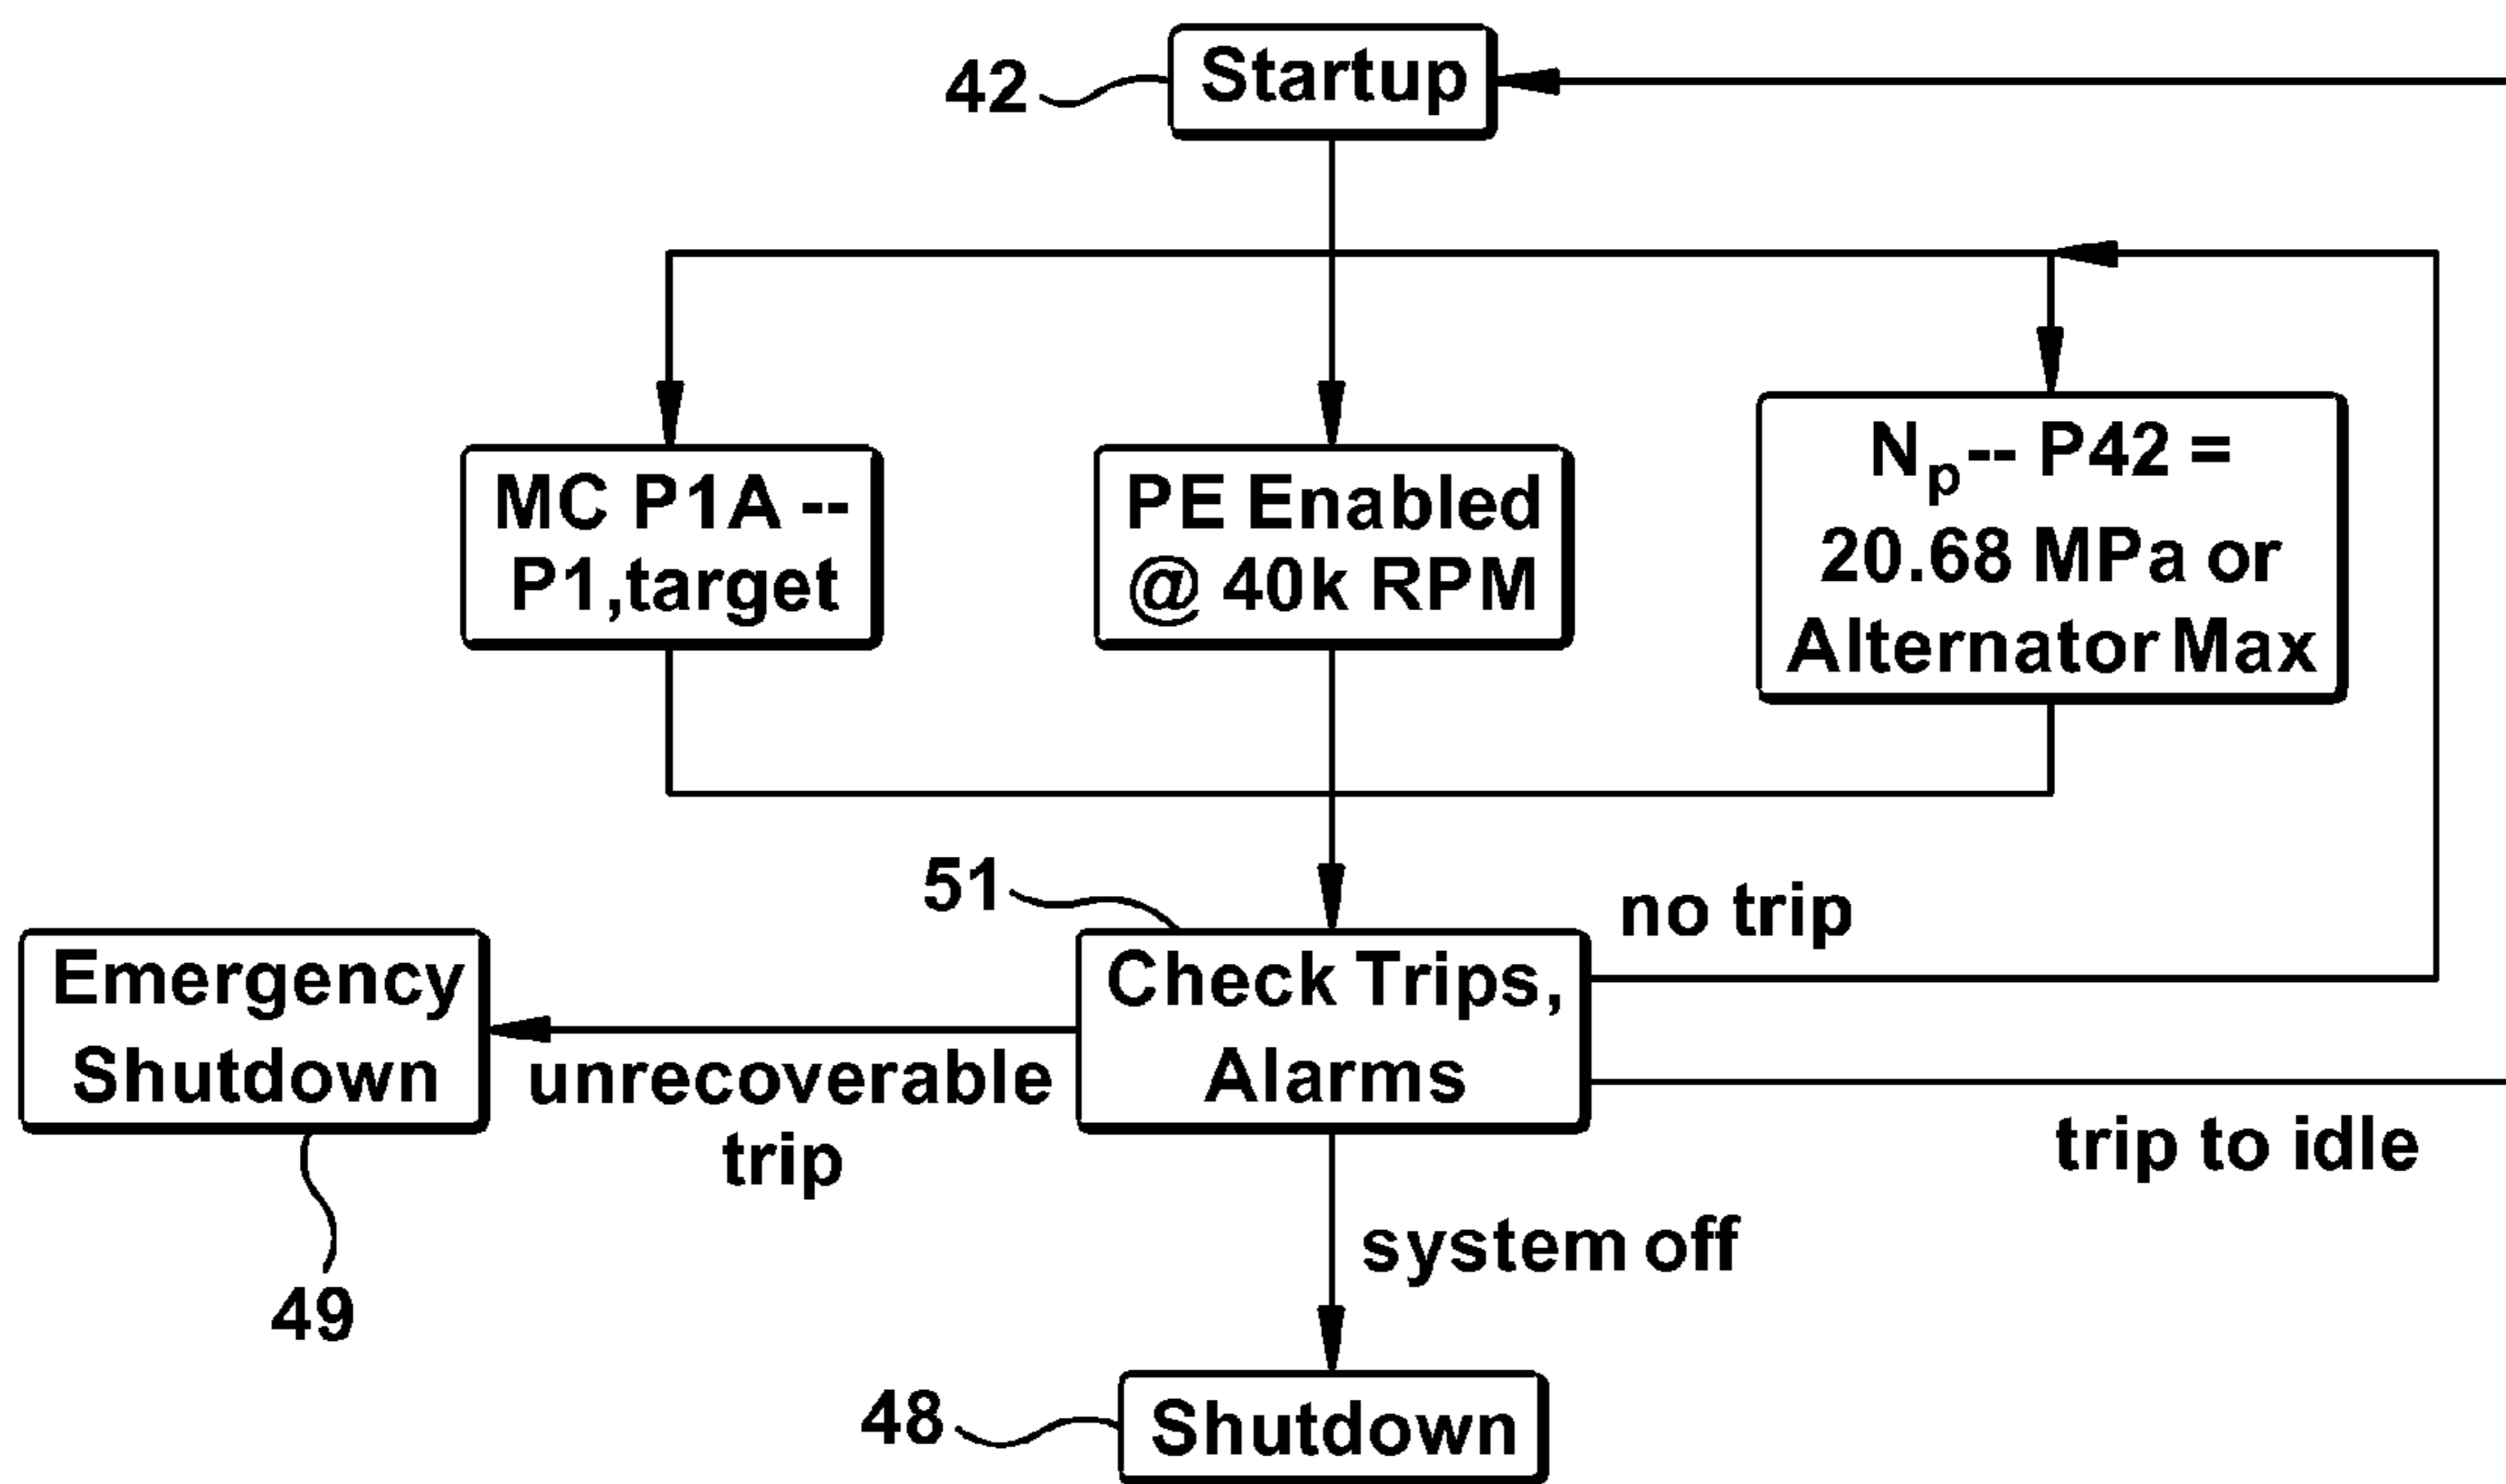 42
Startup
MC P1A --
P1,target
PE Enabled
@ 40k RPM
Np-- P42 =
20.68 MPa or
Alternator Max
51
no trip
Emergency
Shutdown
unrecoverable
trip
Check Trips,
Alarms
trip to idle
49
system off
48
Shutdown